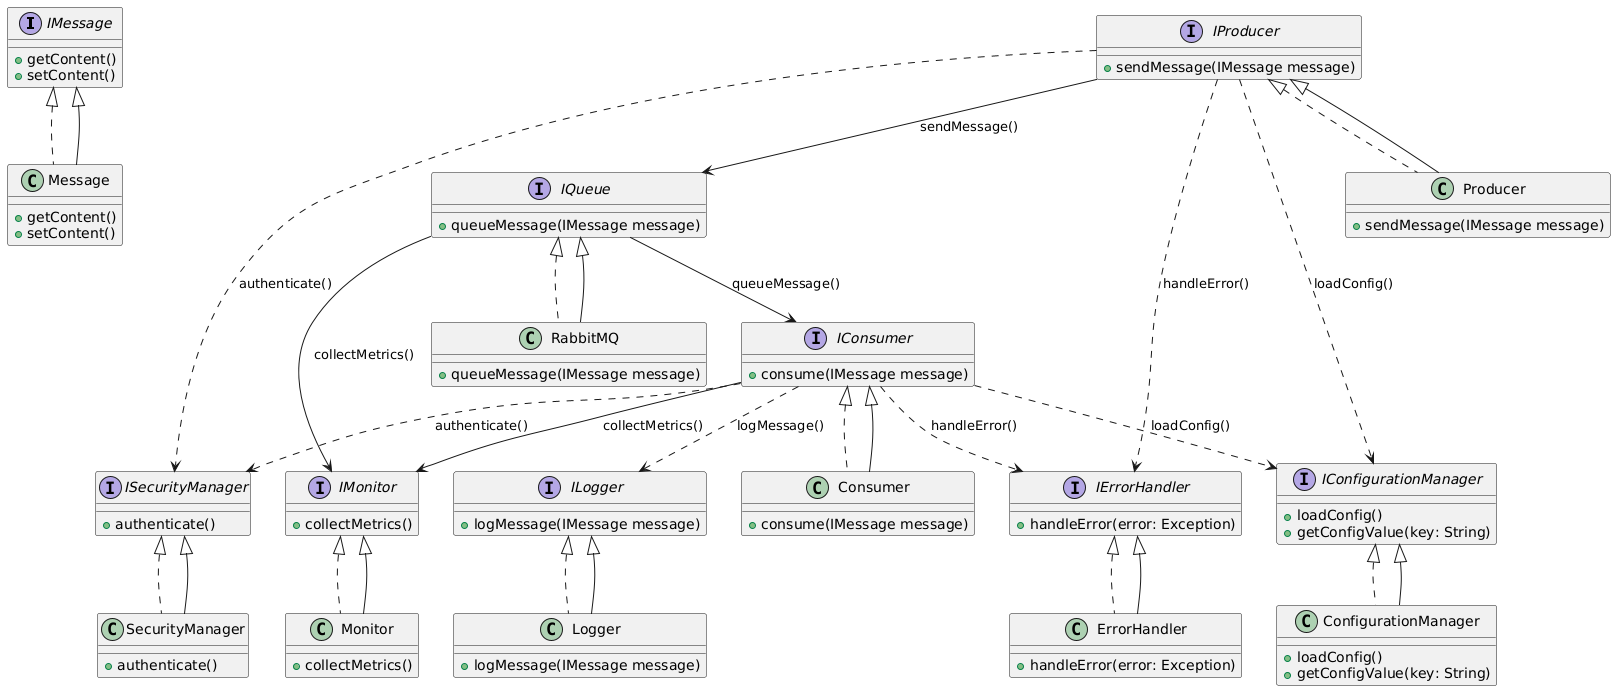 I IMessage
getContent()
setContent()
I IProducer
sendMessage(IMessage message)
sendMessage()
C Message
getContent()
setContent()
I IQueue
queueMessage(IMessage message)
C Producer
sendMessage(IMessage message)
authenticate()
queueMessage()
handleError()
loadConfig()
collectMetrics()
C RabbitMQ
queueMessage(IMessage message)
I IConsumer
consume(IMessage message)
authenticate()
collectMetrics()
logMessage()
handleError()
loadConfig()
I ISecurityManager
authenticate()
I IMonitor
collectMetrics()
I ILogger
logMessage(IMessage message)
C Consumer
consume(IMessage message)
I IErrorHandler
handleError(error: Exception)
I IConfigurationManager
loadConfig()
getConfigValue(key: String)
C SecurityManager
authenticate()
C Monitor
collectMetrics()
C Logger
logMessage(IMessage message)
C ErrorHandler
handleError(error: Exception)
C ConfigurationManager
loadConfig()
getConfigValue(key: String)